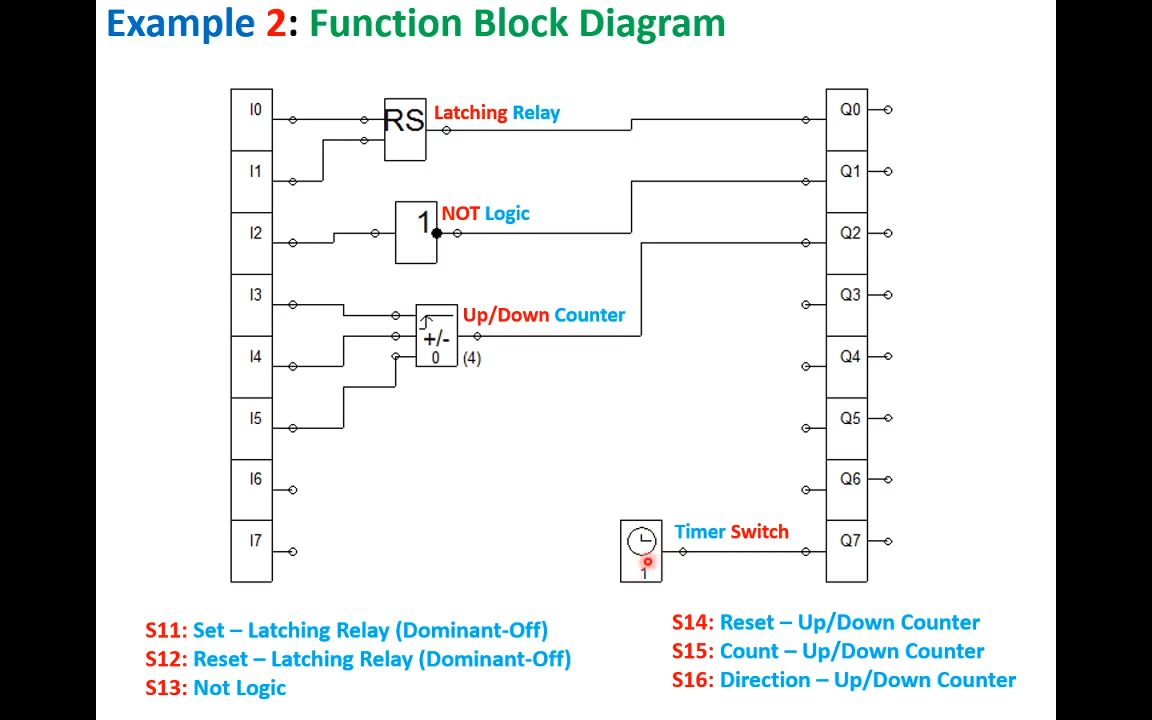 Example 2: Function Block Diagram
I0
RS
Latching Relay
Q0
I1
Q1
I2
1
NOT Logic
Q2
I3
Up/Down Counter
Q3
+/-
I4
0
(4)
Q4
I5
Q5
I6
Q6
I7
Timer Switch
Q7
1
S11: Set – Latching Relay (Dominant-Off)
S12: Reset – Latching Relay (Dominant-Off)
S13: Not Logic
S14: Reset – Up/Down Counter
S15: Count – Up/Down Counter
S16: Direction – Up/Down Counter